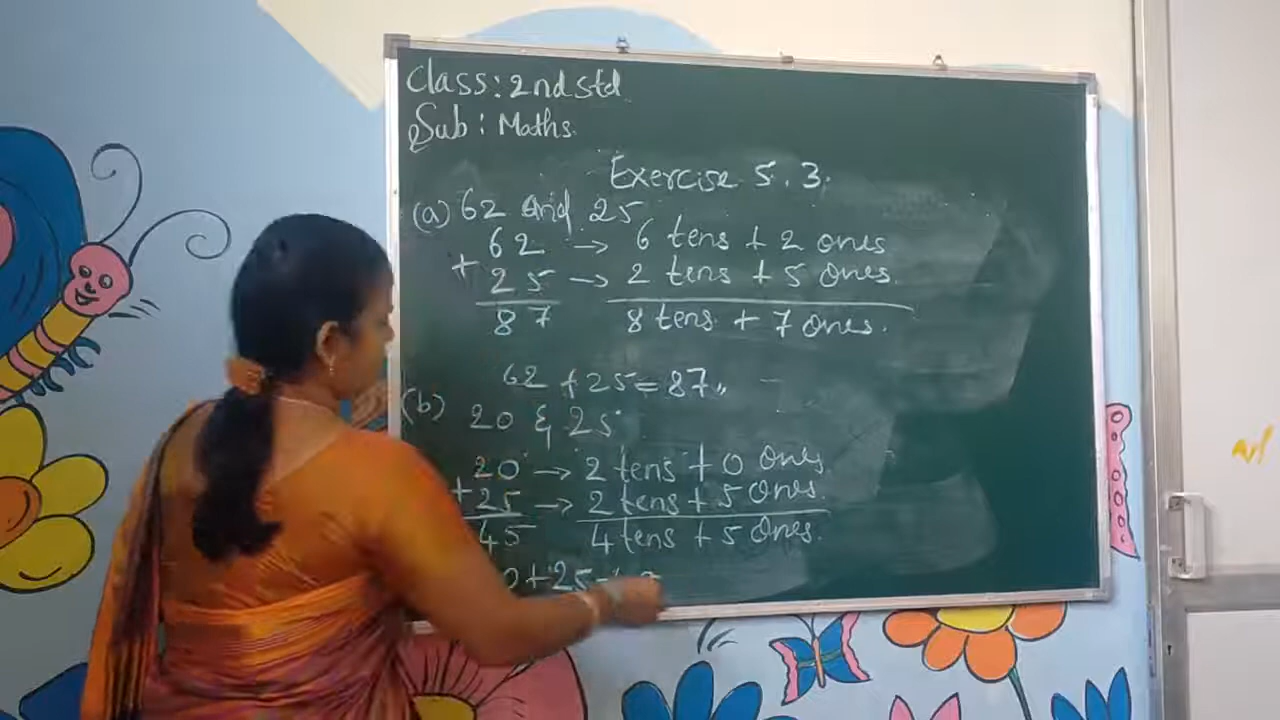 Class: 2nd std
Sub: Maths.
Exercise 5.3.
(a) 62 and 25
62 → 6 tens + 2 ones
+ 25 → 2 tens + 5 ones.
87 8 tens + 7 ones.
62 + 25 = 87.,
(b) 20 & 25
20 → 2 tens + 0 ones.
+ 25 → 2 tens + 5 ones.
45 4 tens + 5 ones.
0 + 25